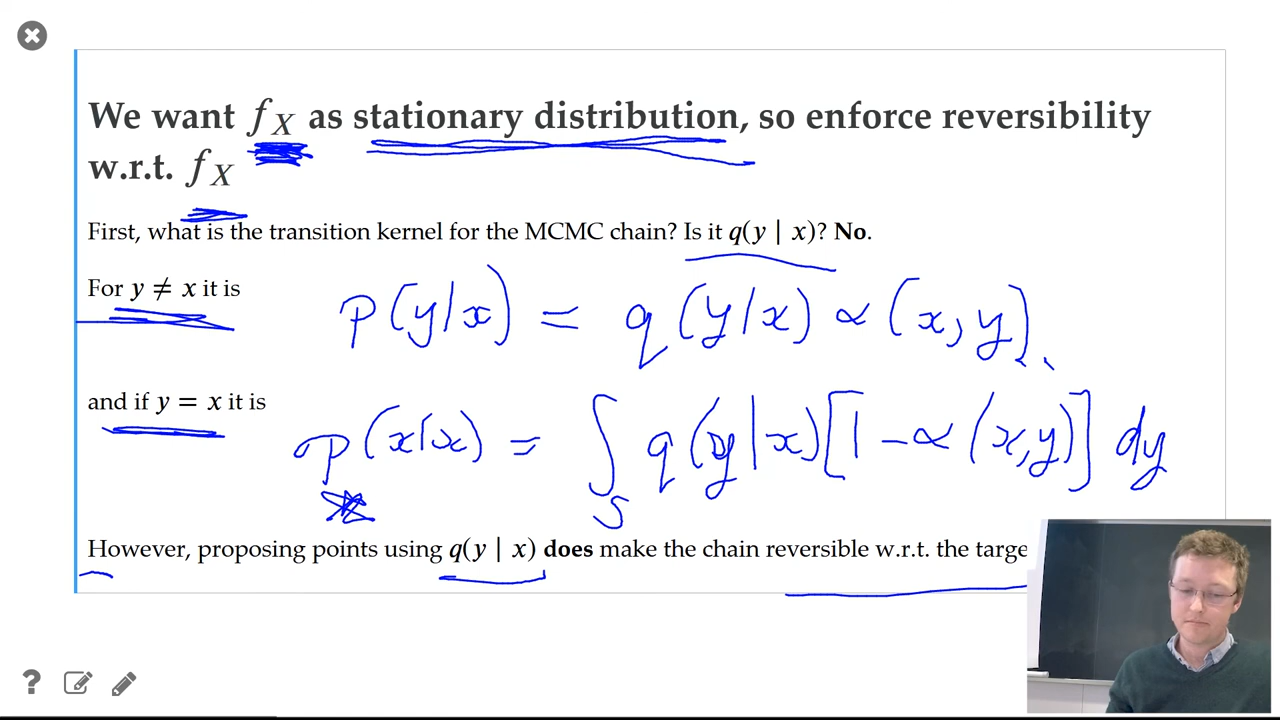 We want f_X as stationary distribution, so enforce reversibility
w.r.t. f_X
First, what is the transition kernel for the MCMC chain? Is it q(y | x)? No.
For y ≠ x it is
p(y|x) = q(y|x) α(x,y)
and if y = x it is
p(x|x) = ∫_S q(y|x)[1 - α(x,y)] dy
However, proposing points using q(y | x) does make the chain reversible w.r.t. the targe
?